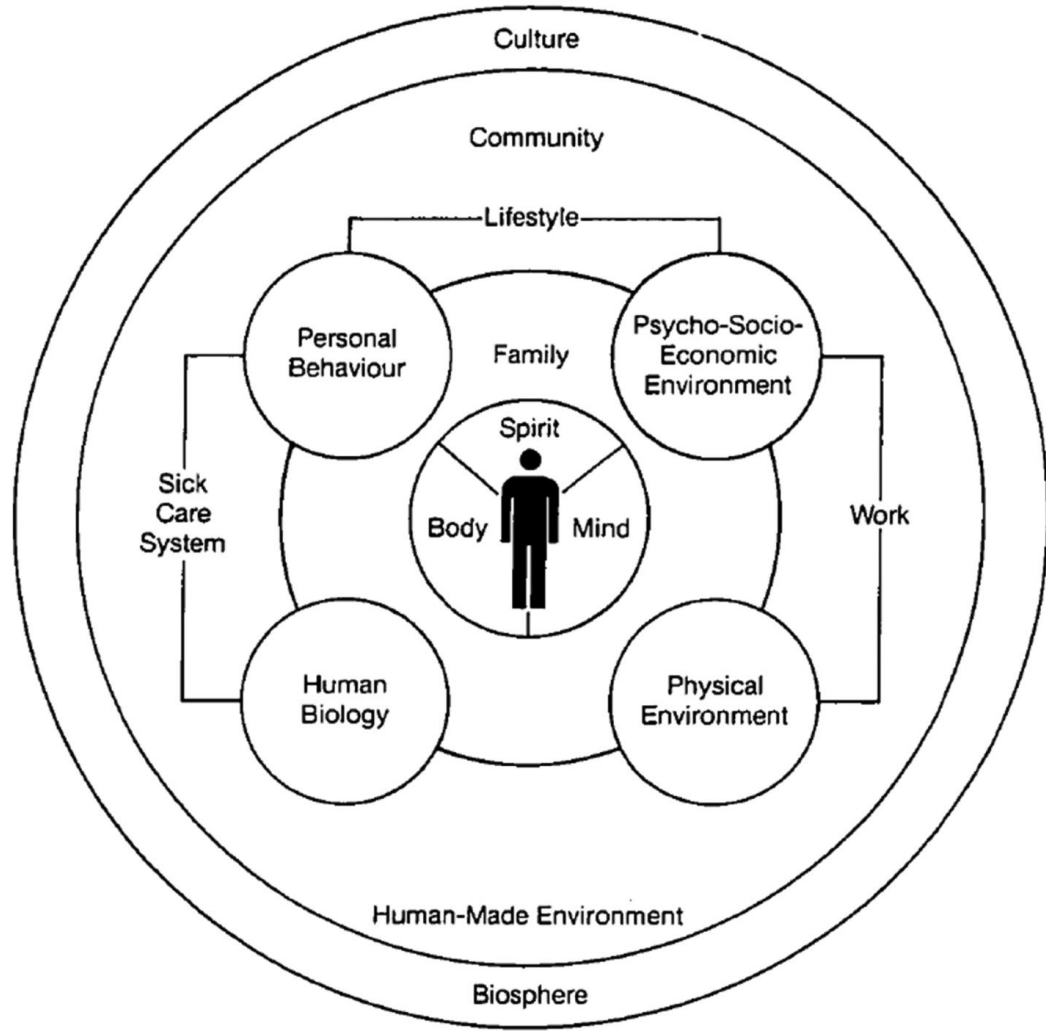 Culture
Community
Lifestyle
Personal
Behaviour
Family
Psycho-Socio-
Economic
Environment
Spirit
Sick
Care
System
Body
Mind
Work
Human
Biology
Physical
Environment
Human-Made Environment
Biosphere